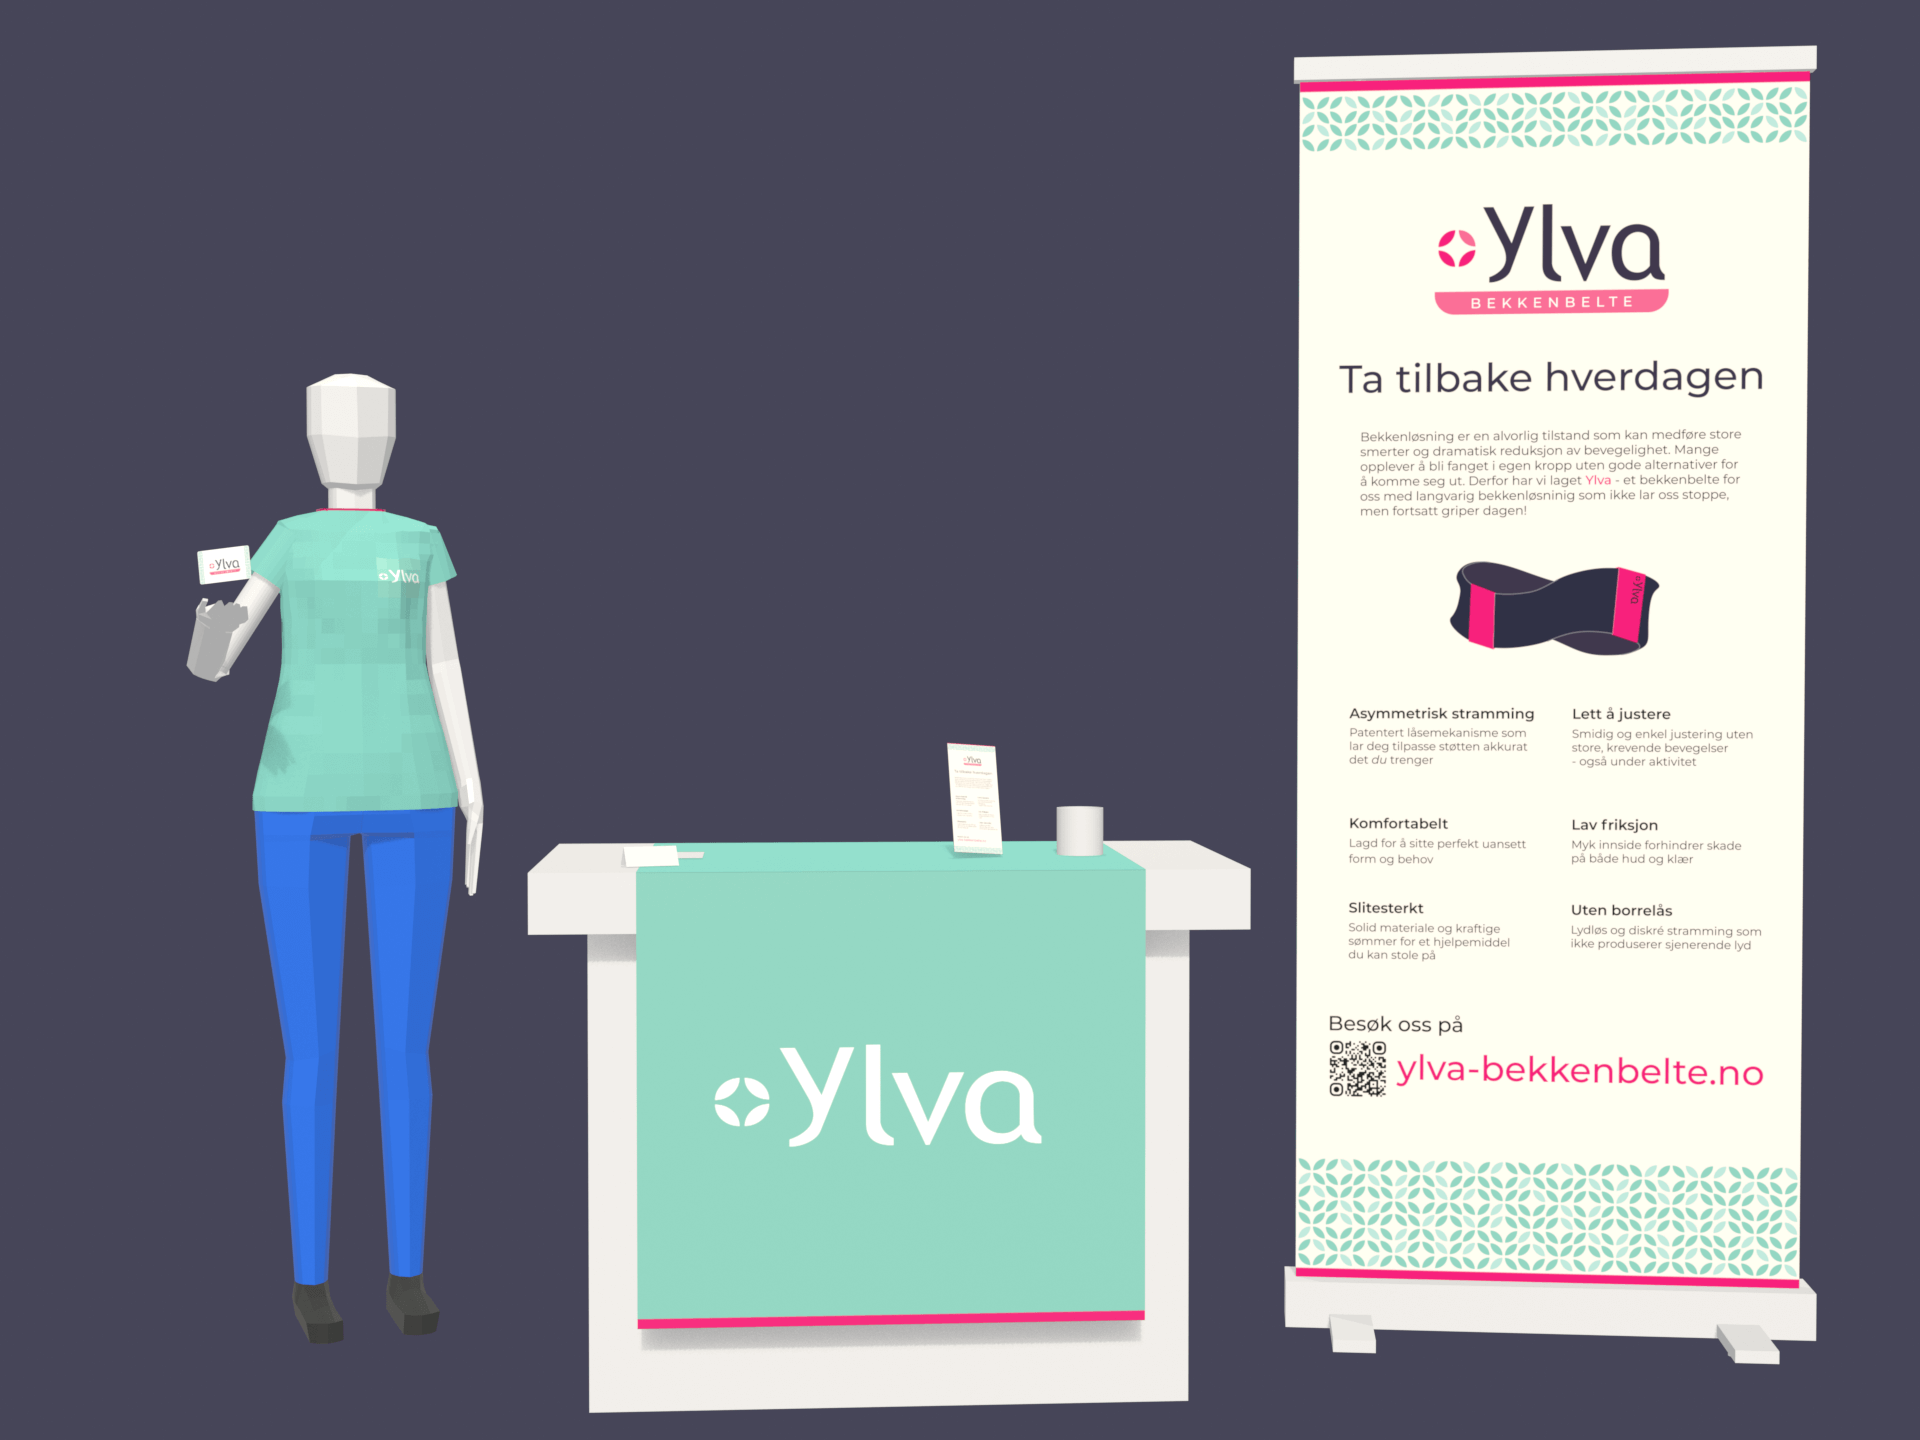 ylva
BEKKENBELTE
Ta tilbake hverdagen
Bekkenløsning er en alvorlig tilstand som kan medføre store
smerter og dramatisk reduksjon av bevegelighet. Mange
opplever å bli fanget i egen kropp uten gode alternativer for
å komme seg ut. Derfor har vi laget Ylva - et bekkenbelte for
oss med langvarig bekkenløsninig som ikke lar oss stoppe,
men fortsatt griper dagen!
ylva
Asymmetrisk stramming
Patentert låsemekanisme som
lar deg tilpasse støtten akkurat
det du trenger
Lett å justere
Smidig og enkel justering uten
store, krevende bevegelser
- også under aktivitet
Komfortabelt
Lagd for å sitte perfekt uansett
form og behov
Lav friksjon
Myk innside forhindrer skade
på både hud og klær
Slitesterkt
Solid materiale og kraftige
sømmer for et hjelpemiddel
du kan stole på
Uten borrelås
Lydløs og diskré stramming som
ikke produserer sjenerende lyd
Besøk oss på
ylva-bekkenbelte.no
ylva
ylva
ylva
ylva